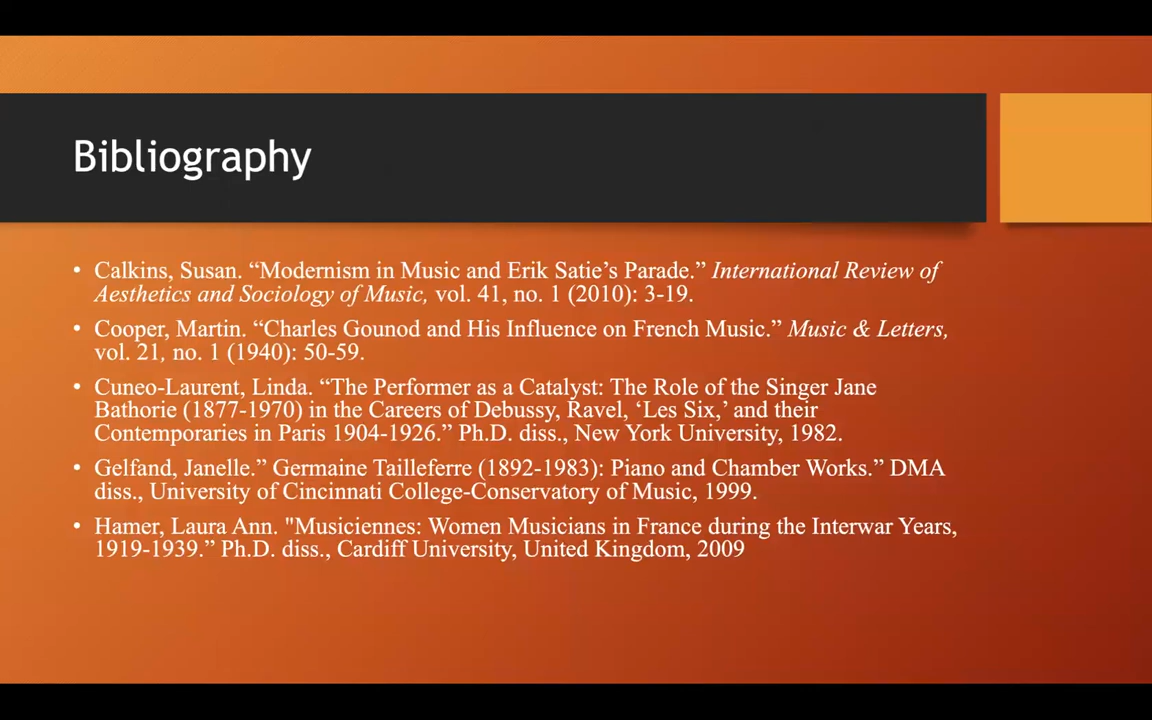 Bibliography
• Calkins, Susan. “Modernism in Music and Erik Satie’s Parade.” International Review of
Aesthetics and Sociology of Music, vol. 41, no. 1 (2010): 3-19.
• Cooper, Martin. “Charles Gounod and His Influence on French Music.” Music & Letters,
vol. 21, no. 1 (1940): 50-59.
• Cuneo-Laurent, Linda. “The Performer as a Catalyst: The Role of the Singer Jane
Bathorie (1877-1970) in the Careers of Debussy, Ravel, ‘Les Six,’ and their
Contemporaries in Paris 1904-1926.” Ph.D. diss., New York University, 1982.
• Gelfand, Janelle.” Germaine Tailleferre (1892-1983): Piano and Chamber Works.” DMA
diss., University of Cincinnati College-Conservatory of Music, 1999.
• Hamer, Laura Ann. "Musiciennes: Women Musicians in France during the Interwar Years,
1919-1939.” Ph.D. diss., Cardiff University, United Kingdom, 2009